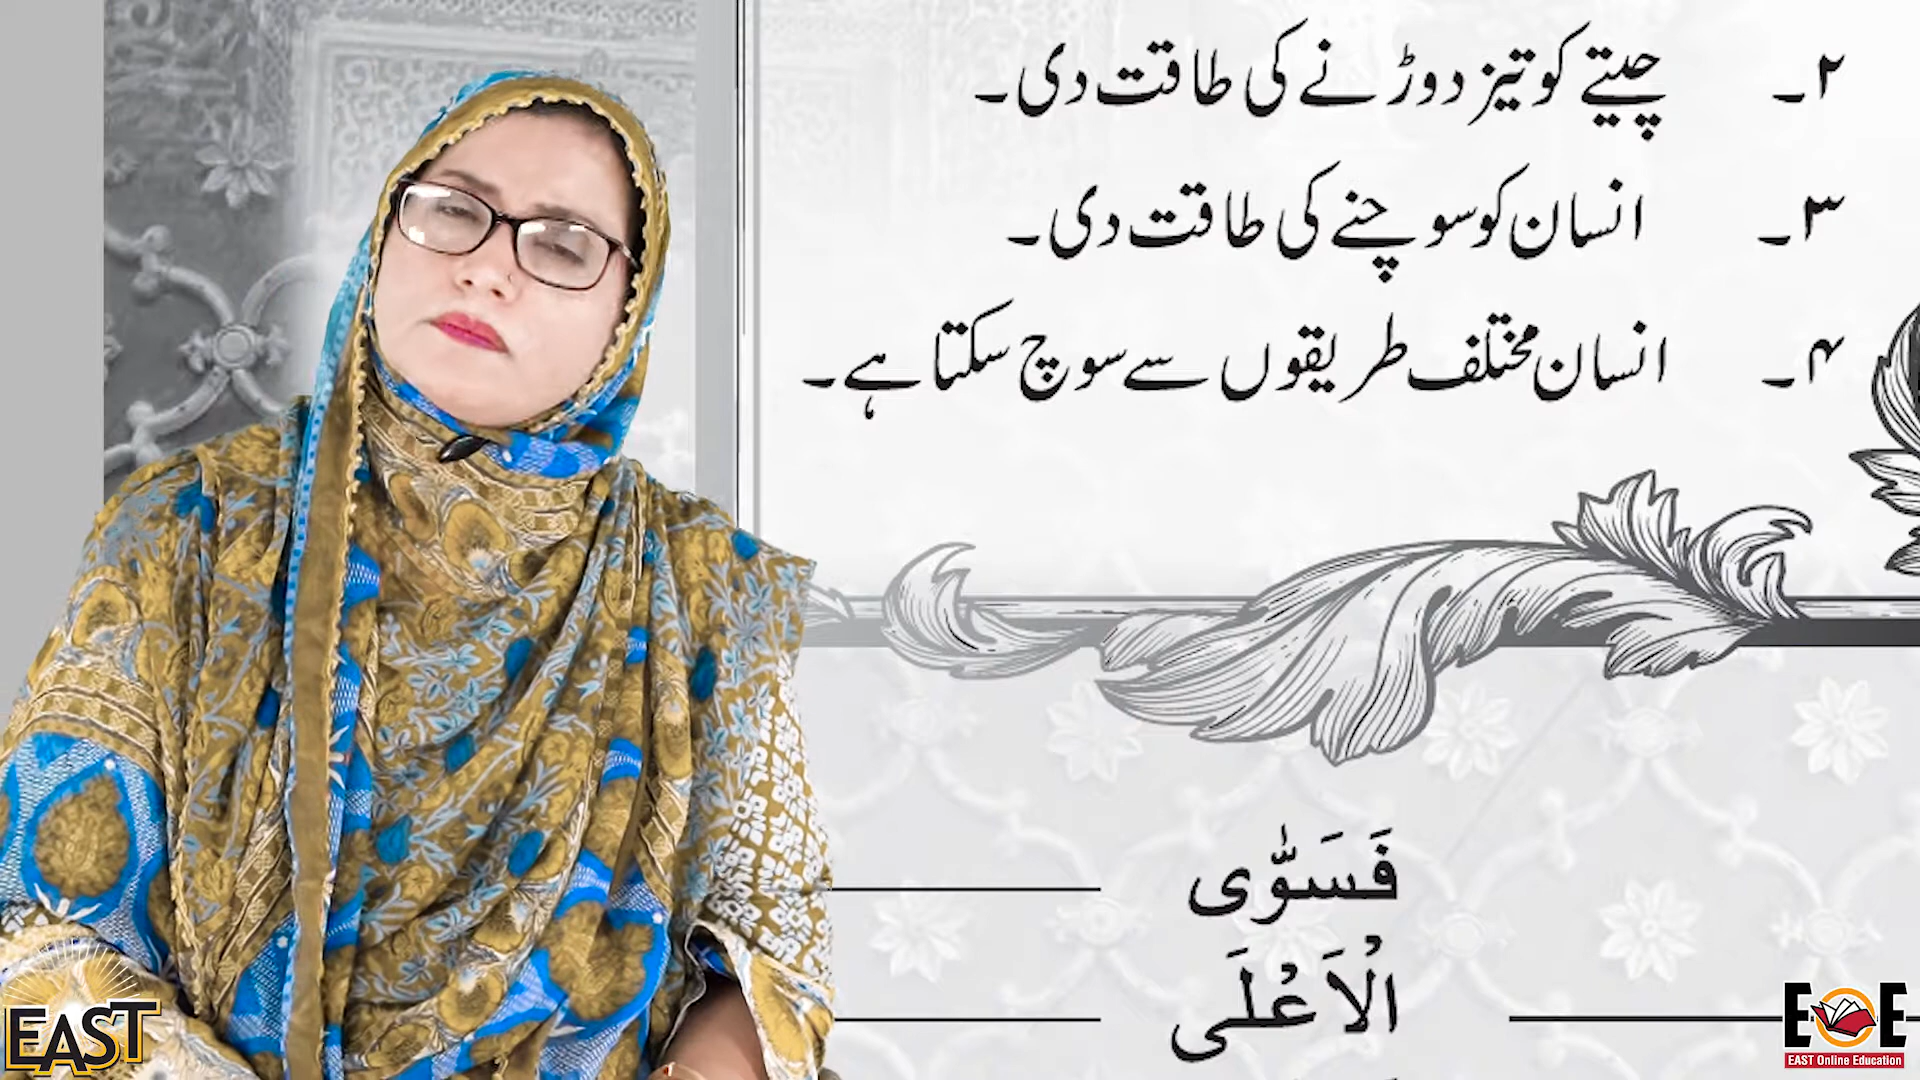 ۲۔ چیتے کو تیز دوڑنے کی طاقت دی۔
۳۔ انسان کو سوچنے کی طاقت دی۔
۴۔ انسان مختلف طریقوں سے سوچ سکتا ہے۔
فَسَوّٰی
الْاَعْلَی
EAST
EOE
EAST Online Education